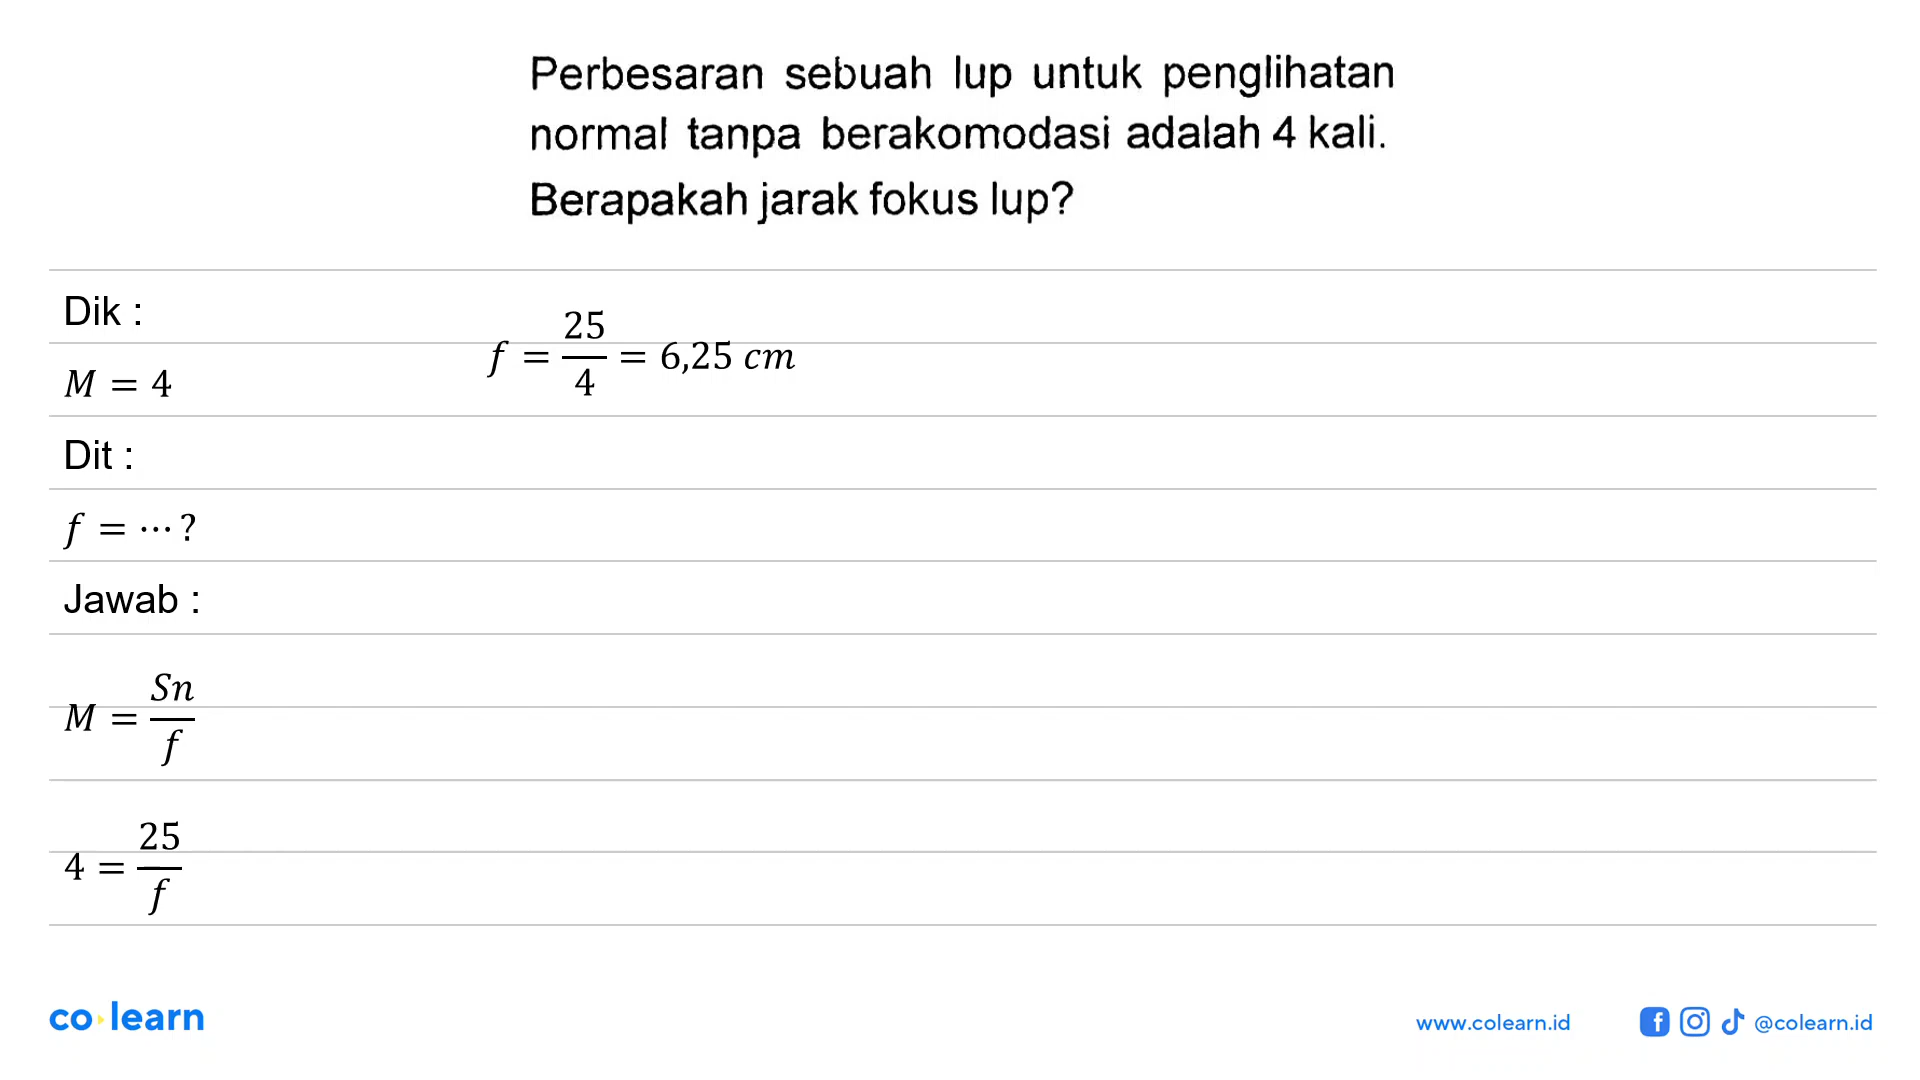 Perbesaran sebuah lup untuk penglihatan
normal tanpa berakomodasi adalah 4 kali.
Berapakah jarak fokus lup?
Dik :
M = 4
Dit :
f = ⋯ ?
Jawab :
M = Sn/f
4 = 25/f
f = 25/4 = 6,25 cm
co learn
www.colearn.id
@colearn.id